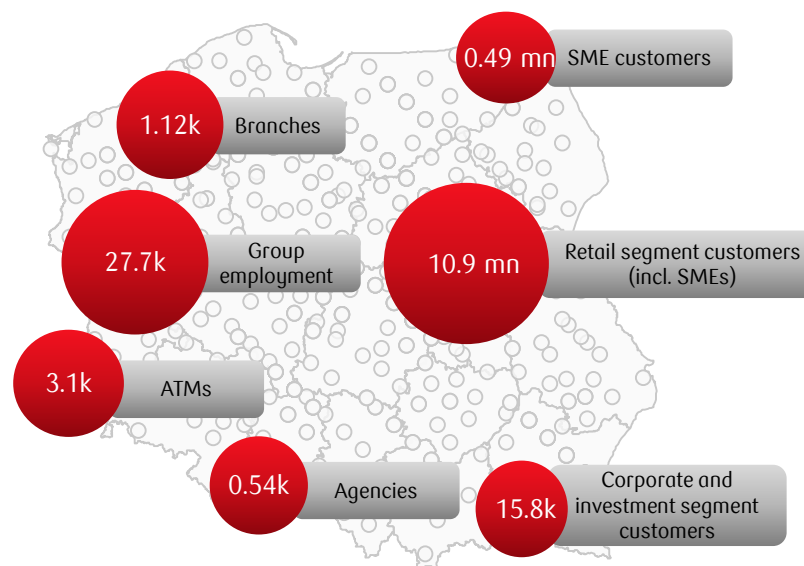 0.49 mn
SME customers
1.12k
Branches
27.7k
Group
employment
10.9 mn
Retail segment customers
(incl. SMEs)
3.1k
ATMs
0.54k
Agencies
15.8k
Corporate and
investment segment
customers